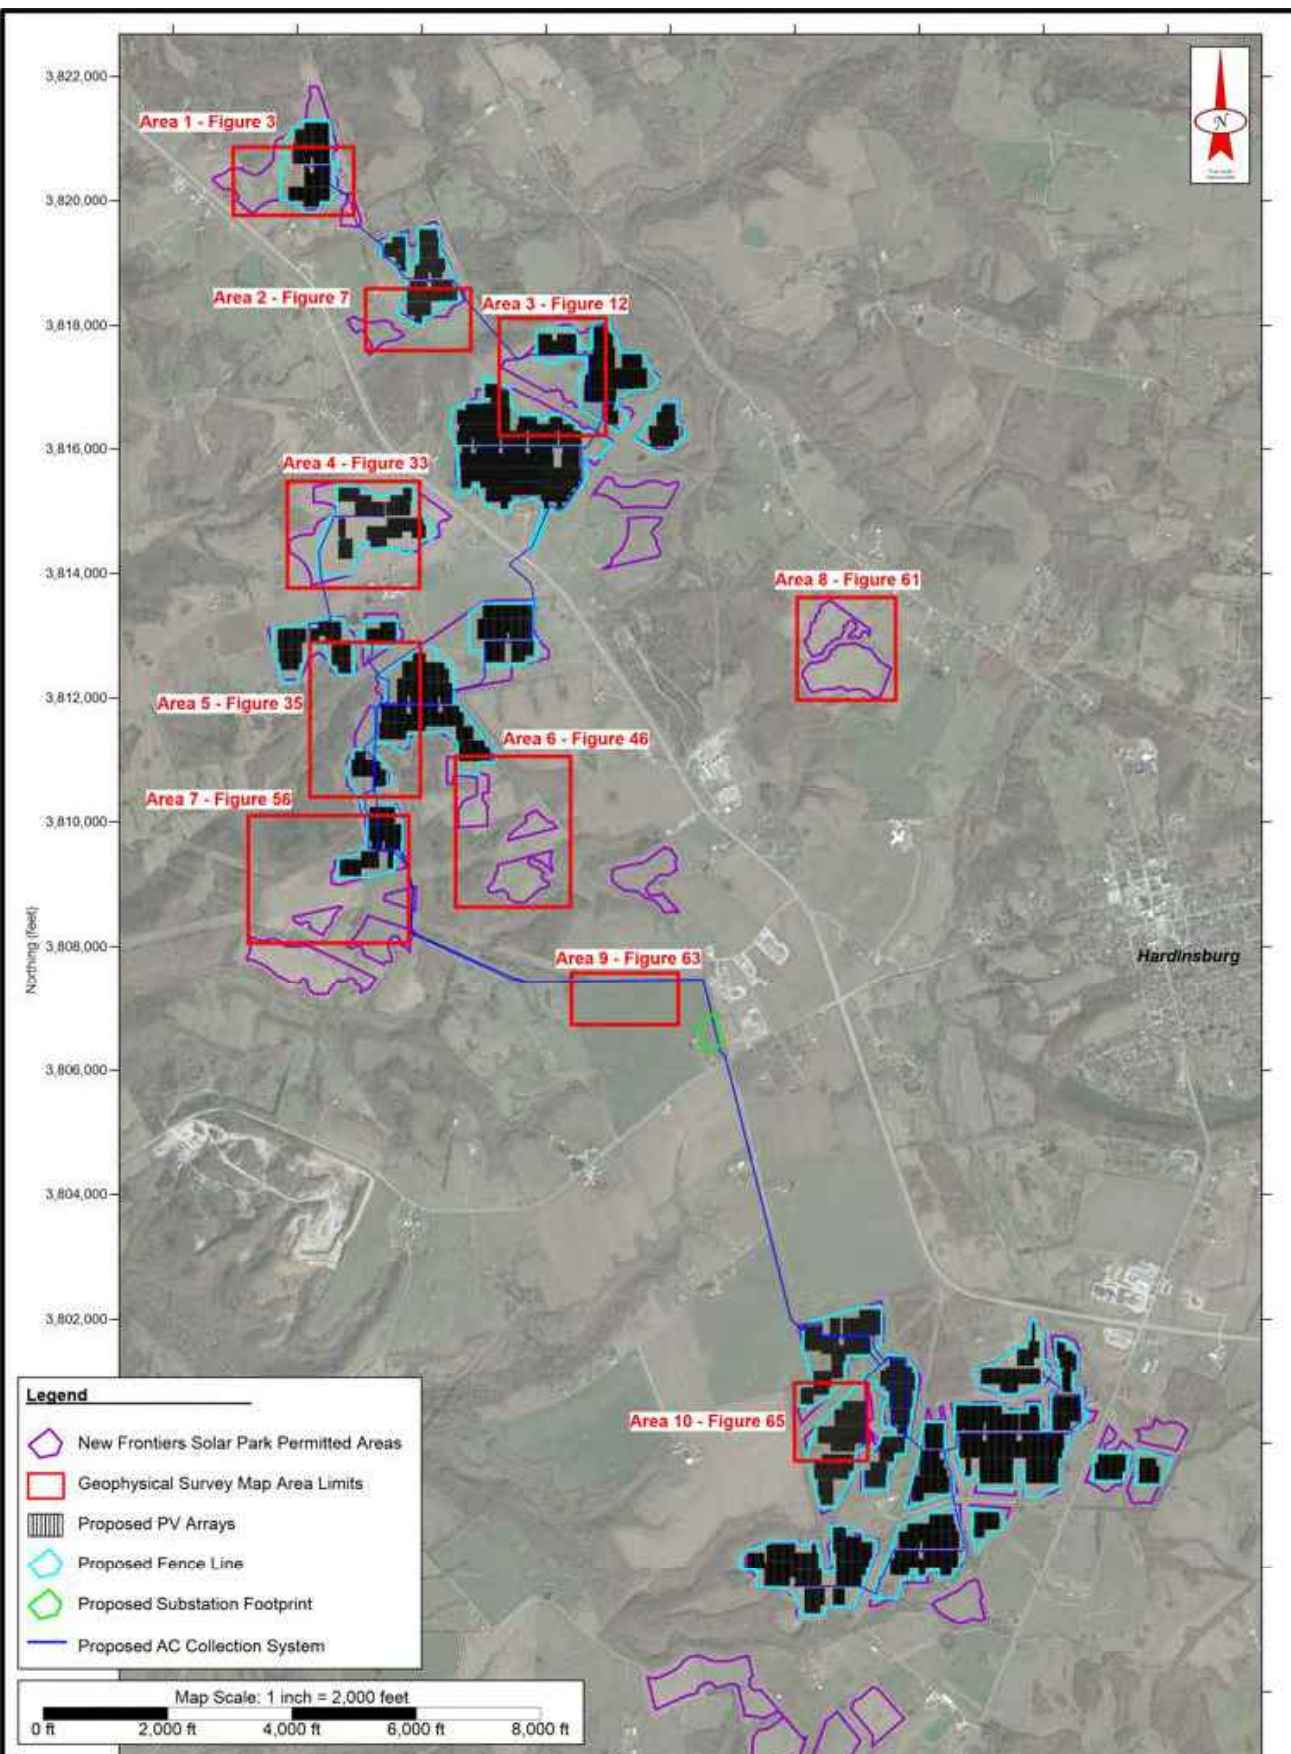 3,822,000
Area 1 - Figure 3
N
3,820,000
Area 2 - Figure 7
Area 3 - Figure 12
3,818,000
3,816,000
Area 4 - Figure 33
3,814,000
Area 8 - Figure 61
3,812,000
Area 5 - Figure 35
Area 6 - Figure 46
Area 7 - Figure 56
3,810,000
Northing (feet)
3,808,000
Area 9 - Figure 63
Hardinsburg
3,806,000
3,804,000
3,802,000
Area 10 - Figure 65
Legend
New Frontiers Solar Park Permitted Areas
Geophysical Survey Map Area Limits
Proposed PV Arrays
Proposed Fence Line
Proposed Substation Footprint
Proposed AC Collection System
Map Scale: 1 inch = 2,000 feet
0 ft 2,000 ft 4,000 ft 6,000 ft 8,000 ft